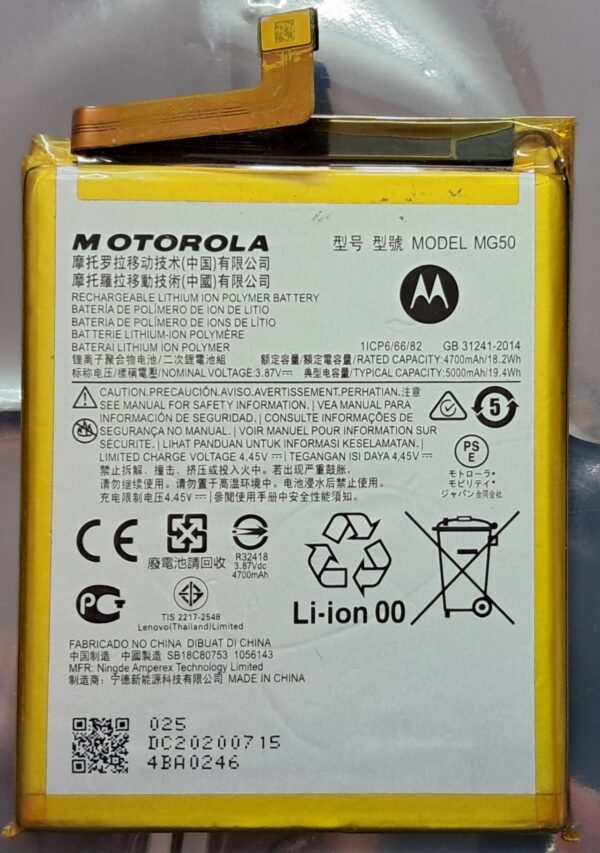 MOTOROLA
摩托罗拉移动技术(中国)有限公司
摩托羅拉移動技術(中國)有限公司
型号 型號 MODEL MG50
RECHARGEABLE LITHIUM ION POLYMER BATTERY
BATERÍA DE POLÍMERO DE ION DE LITIO
BATERIA DE POLÍMERO DE IONS DE LÍTIO
BATTERIE LITHIUM-ION POLYMÈRE
BATERAI LITHIUM ION POLYMER
1ICP6/66/82 GB 31241-2014
锂离子聚合物电池/二次鋰電池組
额定容量/額定容量/RATED CAPACITY:4700mAh/18.2Wh
标称电压/標稱電壓/NOMINAL VOLTAGE:3.87V
典型容量/TYPICAL CAPACITY:5000mAh/19.4Wh
CAUTION.PRECAUCIÓN.AVISO.AVERTISSEMENT.PERHATIAN.注意
SEE MANUAL FOR SAFETY INFORMATION. | VEA MANUAL PARA
INFORMACIÓN DE SEGURIDAD. | CONSULTE INFORMAÇÕES DE
SEGURANÇA NO MANUAL. | VOIR MANUEL POUR INFORMATION SUR
SÉCURITÉ. | LIHAT PANDUAN UNTUK INFORMASI KESELAMATAN. |
LIMITED CHARGE VOLTAGE 4.45V | TEGANGAN ISI DAYA 4,45V
禁止拆解、撞击、挤压或投入火中。若出现严重鼓胀，
请勿继续使用。请勿置于高温环境中。电池浸水后禁止使用。
充电限制电压4.45V | 參閱使用手册中安全性能須知。
5
PS
E
モトローラ・
モビリティ・
ジャパン合同会社
CE
廢電池請回收
R32418
3.87Vdc
4700mAh
Li-ion 00
TIS 2217-2548
Lenovo(Thailand)Limited
FABRICADO NO CHINA DIBUAT DI CHINA
中国制造 中國製造 SB18C80753 1056143
MFR: Ningde Amperex Technology Limited
制造商: 宁德新能源科技有限公司 MADE IN CHINA
025
DC20200715
4BA0246